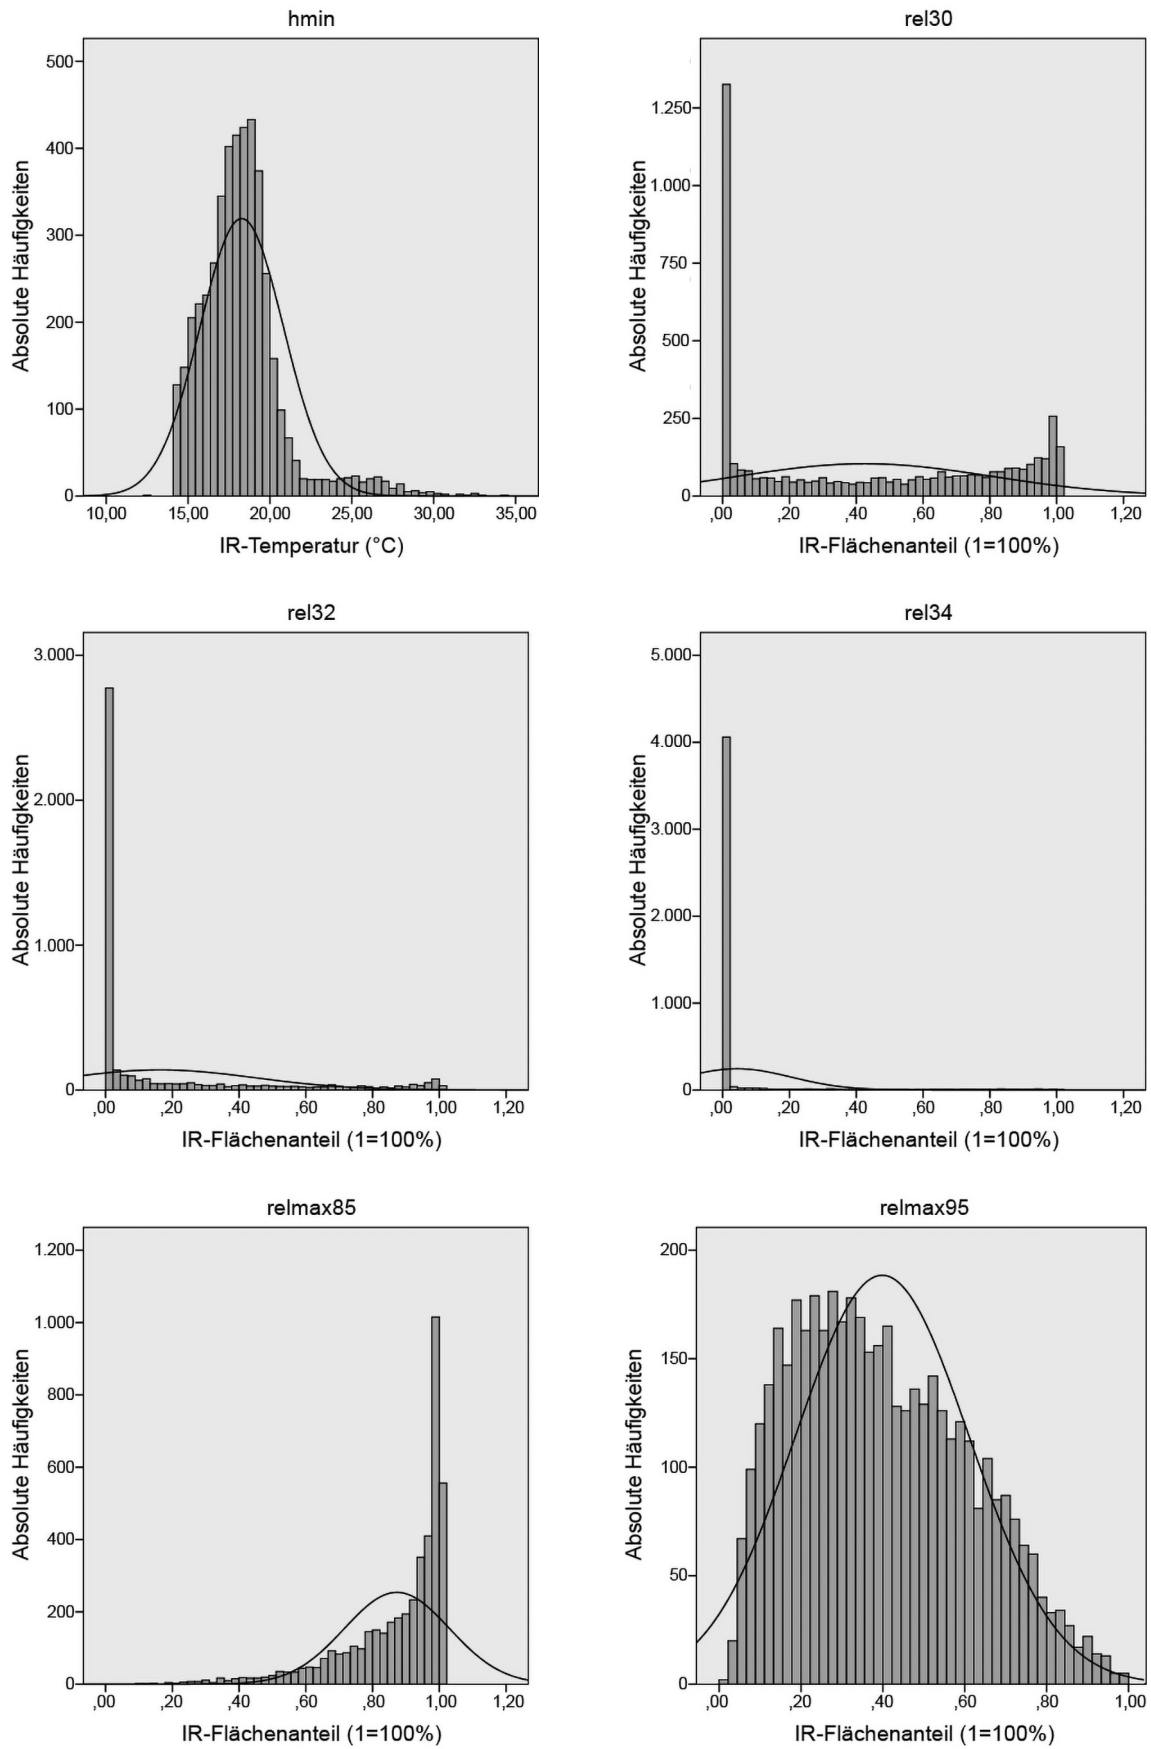 hmin
Absolute Häufigkeiten
500
400
300
200
100
0
10,00 15,00 20,00 25,00 30,00 35,00
IR-Temperatur (°C)
rel30
Absolute Häufigkeiten
1.250
1.000
750
500
250
0
,00 ,20 ,40 ,60 ,80 1,00 1,20
IR-Flächenanteil (1=100%)
rel32
Absolute Häufigkeiten
3.000
2.000
1.000
0
,00 ,20 ,40 ,60 ,80 1,00 1,20
IR-Flächenanteil (1=100%)
rel34
Absolute Häufigkeiten
5.000
4.000
3.000
2.000
1.000
0
,00 ,20 ,40 ,60 ,80 1,00 1,20
IR-Flächenanteil (1=100%)
relmax85
Absolute Häufigkeiten
1.200
1.000
800
600
400
200
0
,00 ,20 ,40 ,60 ,80 1,00 1,20
IR-Flächenanteil (1=100%)
relmax95
Absolute Häufigkeiten
200
150
100
50
0
,00 ,20 ,40 ,60 ,80 1,00
IR-Flächenanteil (1=100%)